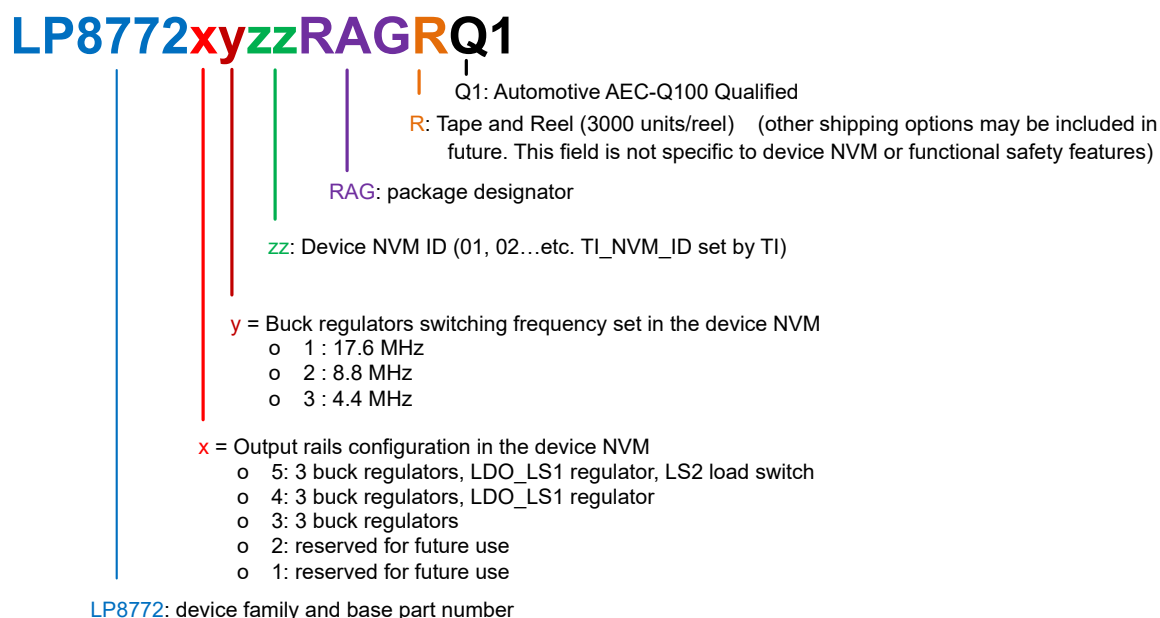 LP8772xyzzRAGRQ1
Q1: Automotive AEC-Q100 Qualified
R: Tape and Reel (3000 units/reel) (other shipping options may be included in
future. This field is not specific to device NVM or functional safety features)
RAG: package designator
zz: Device NVM ID (01, 02…etc. TI_NVM_ID set by TI)
y = Buck regulators switching frequency set in the device NVM
o 1 : 17.6 MHz
o 2 : 8.8 MHz
o 3 : 4.4 MHz
x = Output rails configuration in the device NVM
o 5: 3 buck regulators, LDO_LS1 regulator, LS2 load switch
o 4: 3 buck regulators, LDO_LS1 regulator
o 3: 3 buck regulators
o 2: reserved for future use
o 1: reserved for future use
LP8772: device family and base part number